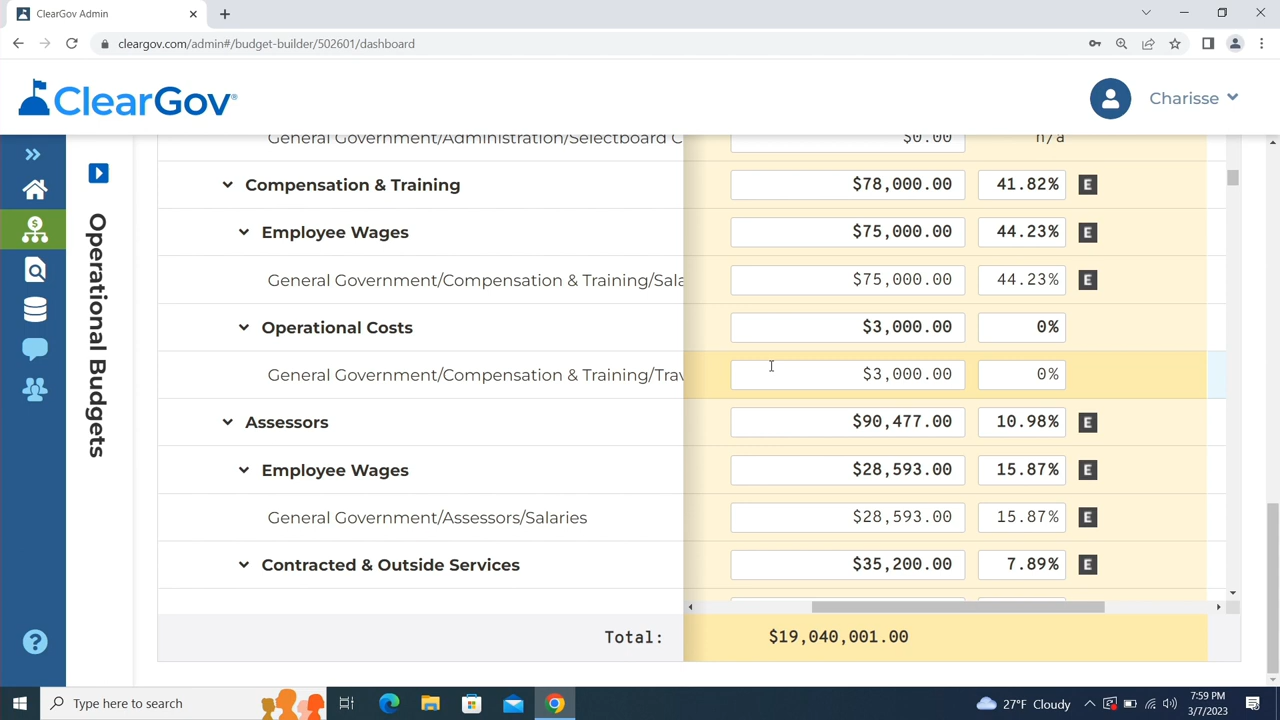 ClearGov Admin
cleargov.com/admin#/budget-builder/502601/dashboard
ClearGov®
Charisse
Operational Budgets
General Government/Administration/Selectboard C
$0.00 n/a
Compensation & Training $78,000.00 41.82% E
Employee Wages $75,000.00 44.23% E
General Government/Compensation & Training/Sala $75,000.00 44.23% E
Operational Costs $3,000.00 0%
General Government/Compensation & Training/Trav $3,000.00 0%
Assessors $90,477.00 10.98% E
Employee Wages $28,593.00 15.87% E
General Government/Assessors/Salaries $28,593.00 15.87% E
Contracted & Outside Services $35,200.00 7.89% E
Total: $19,040,001.00
Type here to search
27°F Cloudy
7:59 PM
3/7/2023